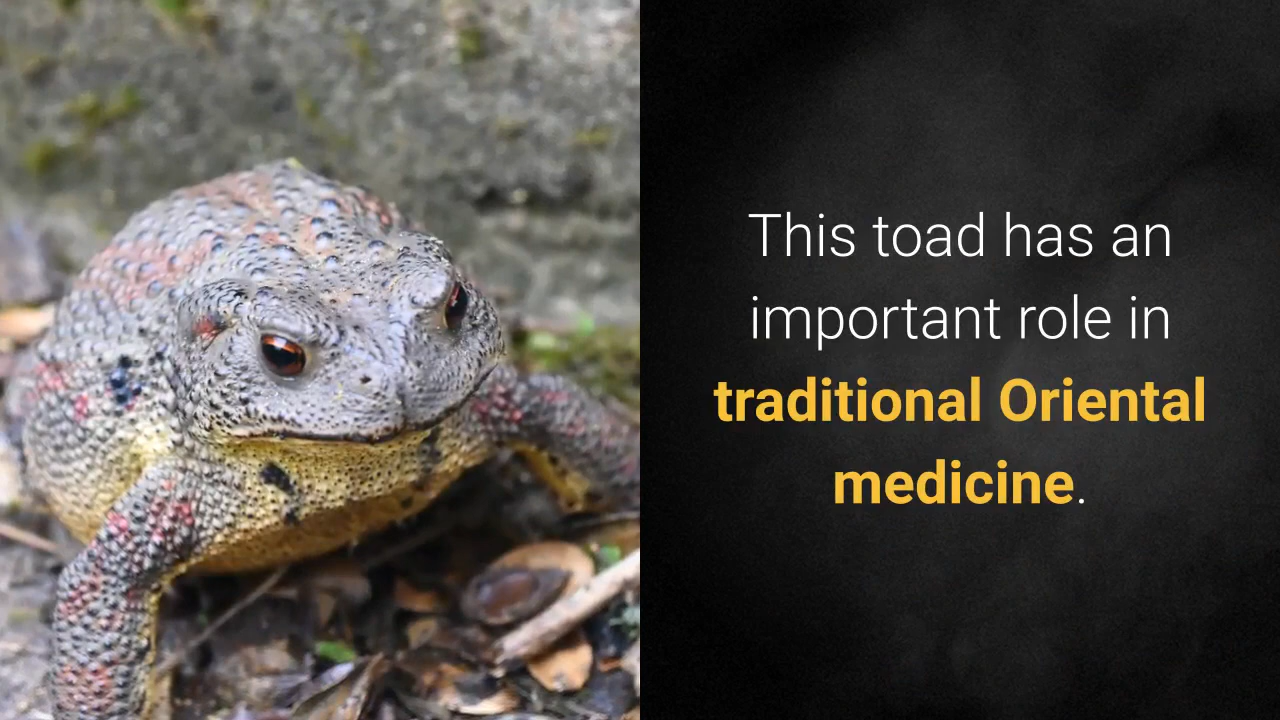 This toad has an
important role in
traditional Oriental
medicine.